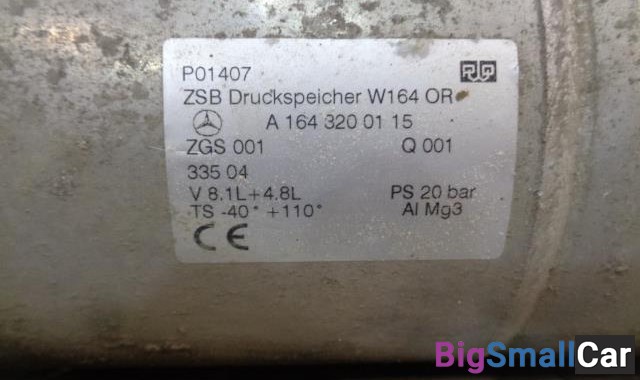 P01407
ZSB Druckspeicher W164 OR
A 164 320 01 15
ZGS 001 Q 001
335 04
V 8.1L+4.8L PS 20 bar
TS -40° +110° Al Mg3
CE
BigSmallCar